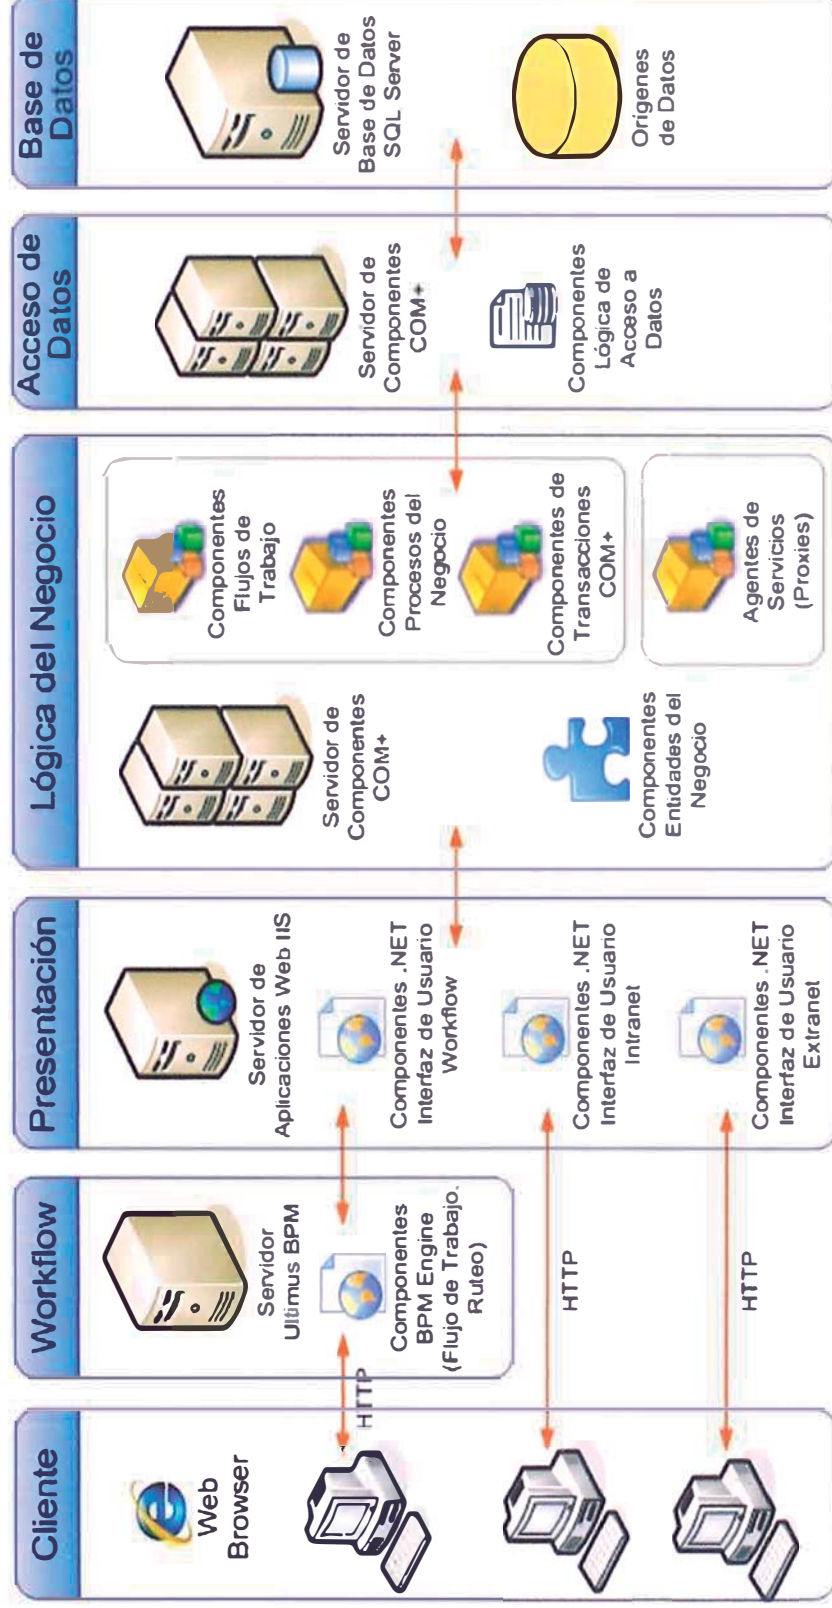 Cliente
Web
Browser
HTTP
HTTP
HTTP
Workflow
Servidor
Ultimus BPM
Componentes
BPM Engine
(Flujo de Trabajo.
Ruteo)
Presentación
Servidor de
Aplicaciones Web IIS
Componentes .NET
Interfaz de Usuario
Workflow
Componentes .NET
Interfaz de Usuario
Intranet
Componentes .NET
Interfaz de Usuario
Extranet
Lógica del Negocio
Servidor de
Componentes
COM+
Componentes
Entidades del
Negocio
Componentes
Flujos de
Trabajo
Componentes
Procesos del
Negocio
Componentes de
Transacciones
COM+
Agentes de
Servicios
(Proxies)
Acceso de
Datos
Servidor de
Componentes
COM+
Componentes
Lógica de
Acceso a
Datos
Base de
Datos
Servidor de
Base de Datos
SQL Server
Orígenes
de Datos